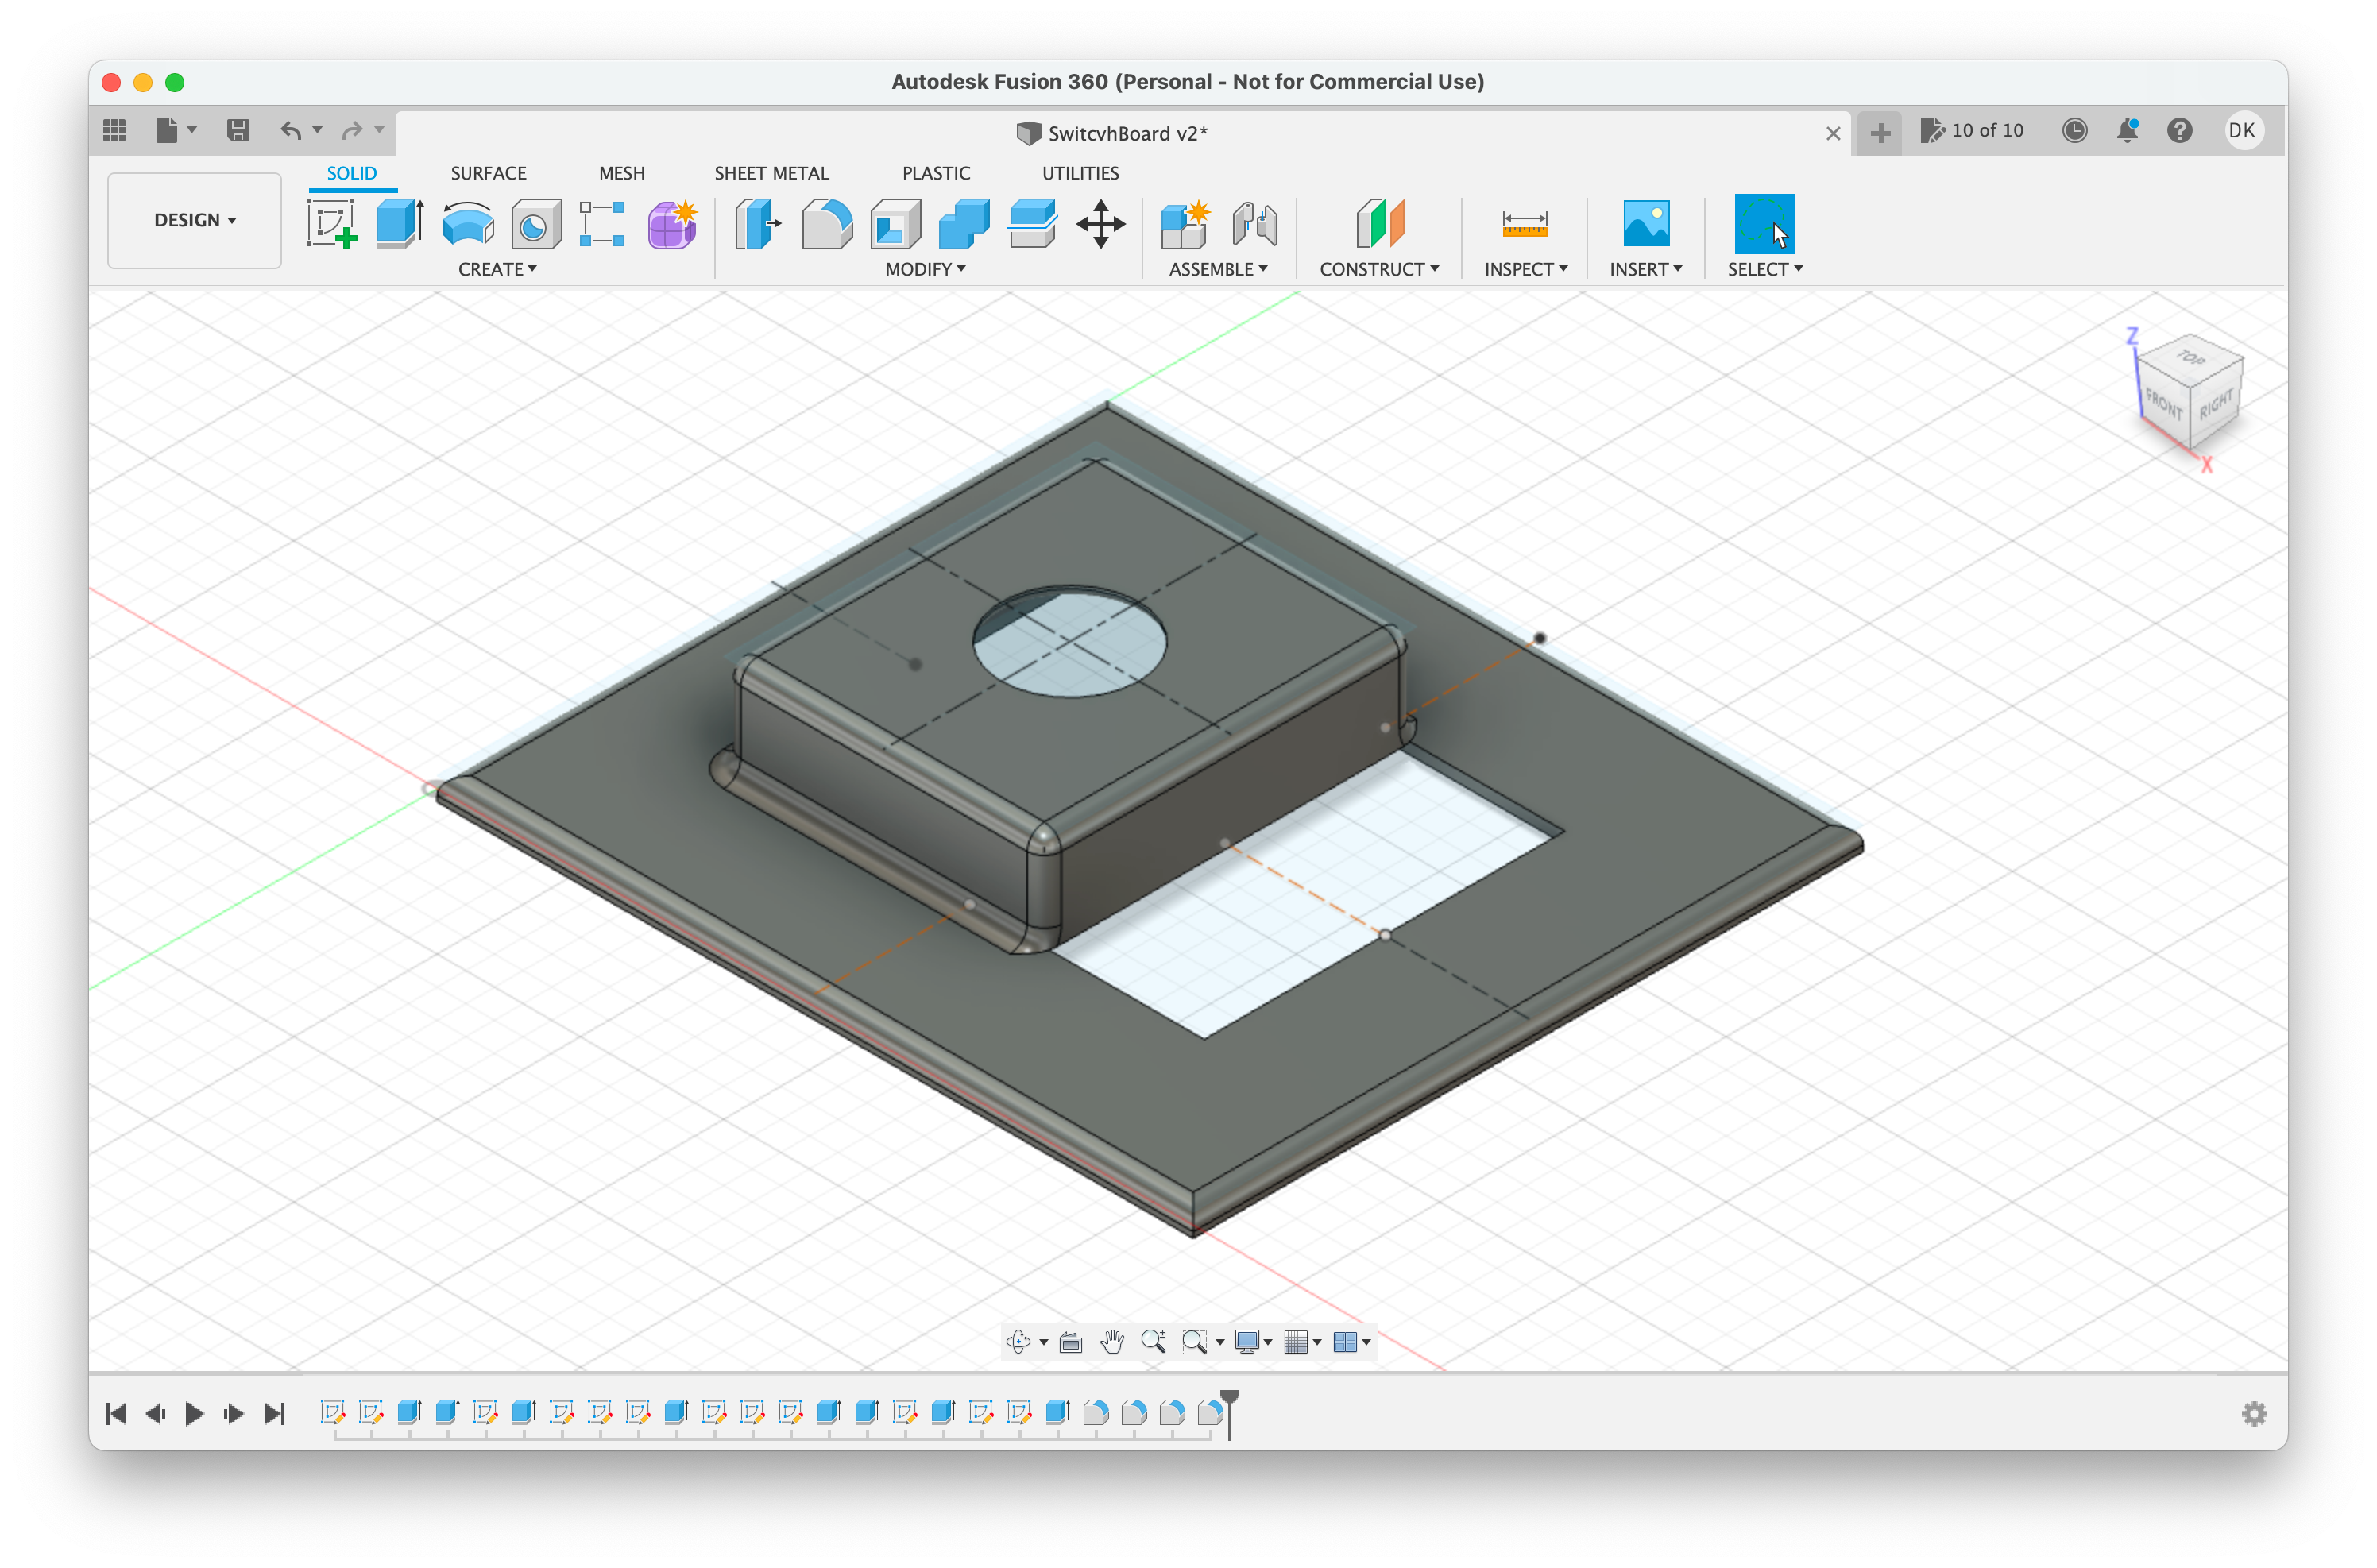 Autodesk Fusion 360 (Personal - Not for Commercial Use)
SwitcvhBoard v2*
10 of 10
DK
DESIGN
SOLID
SURFACE
MESH
SHEET METAL
PLASTIC
UTILITIES
CREATE
MODIFY
ASSEMBLE
CONSTRUCT
INSPECT
INSERT
SELECT
Z
TOP
FRONT
RIGHT
X